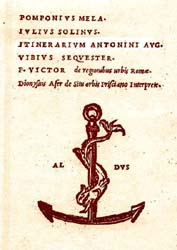 POMPONIVS MELA.
IVLIVS SOLINVS.
ITINERARIVM ANTONINI AVG.
VIBIVS SEQVESTER.
P. VICTOR de regionibus urbis Romæ.
Dionysius Afer de Situ orbis Prisciano Interprete.
AL DVS